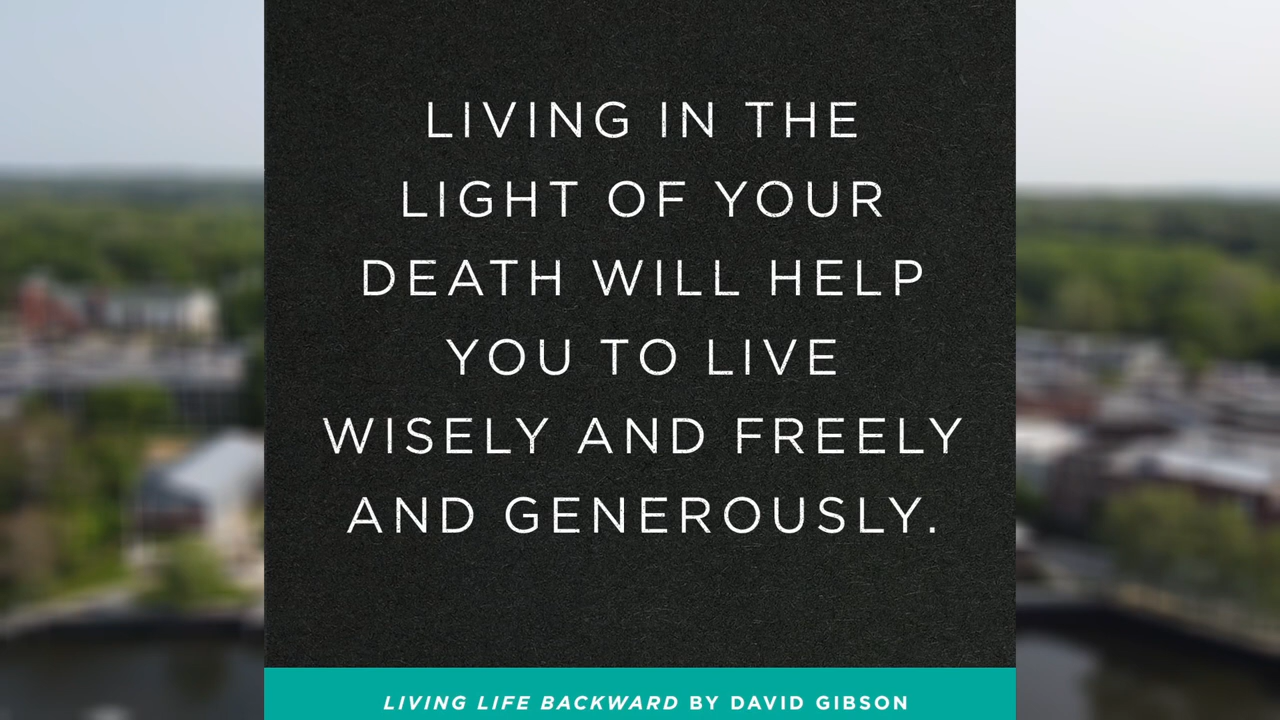 LIVING IN THE
LIGHT OF YOUR
DEATH WILL HELP
YOU TO LIVE
WISELY AND FREELY
AND GENEROUSLY.
LIVING LIFE BACKWARD BY DAVID GIBSON